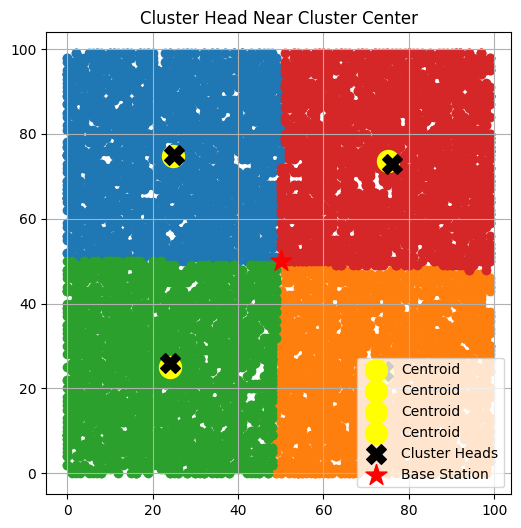 Cluster Head Near Cluster Center
100
80
60
40
20
0
0 20 40 60 80 100
Centroid
Centroid
Centroid
Centroid
Cluster Heads
Base Station